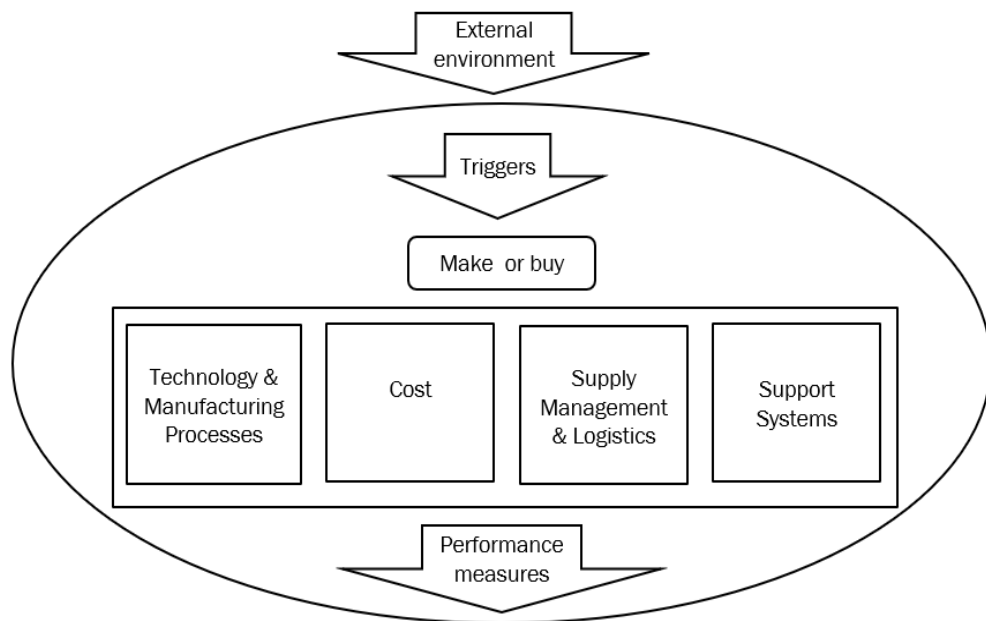 External
environment
Triggers
Make or buy
Technology &
Manufacturing
Processes
Cost
Supply
Management
& Logistics
Support
Systems
Performance
measures